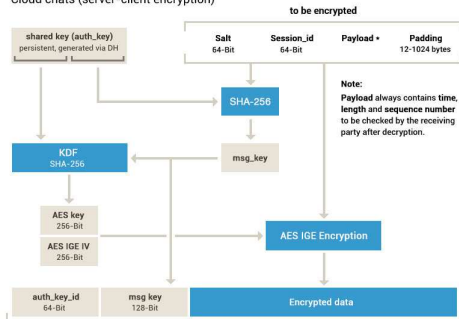 Cloud chats (server-client encryption)
to be encrypted
shared key (auth_key)
persistent, generated via DH
Salt
64-Bit
Session_id
64-Bit
Payload *
Padding
12-1024 bytes
Note:
Payload always contains time,
length and sequence number
to be checked by the receiving
party after decryption.
SHA-256
KDF
SHA-256
msg_key
AES key
256-Bit
AES IGE IV
256-Bit
AES IGE Encryption
auth_key_id
64-Bit
msg key
128-Bit
Encrypted data